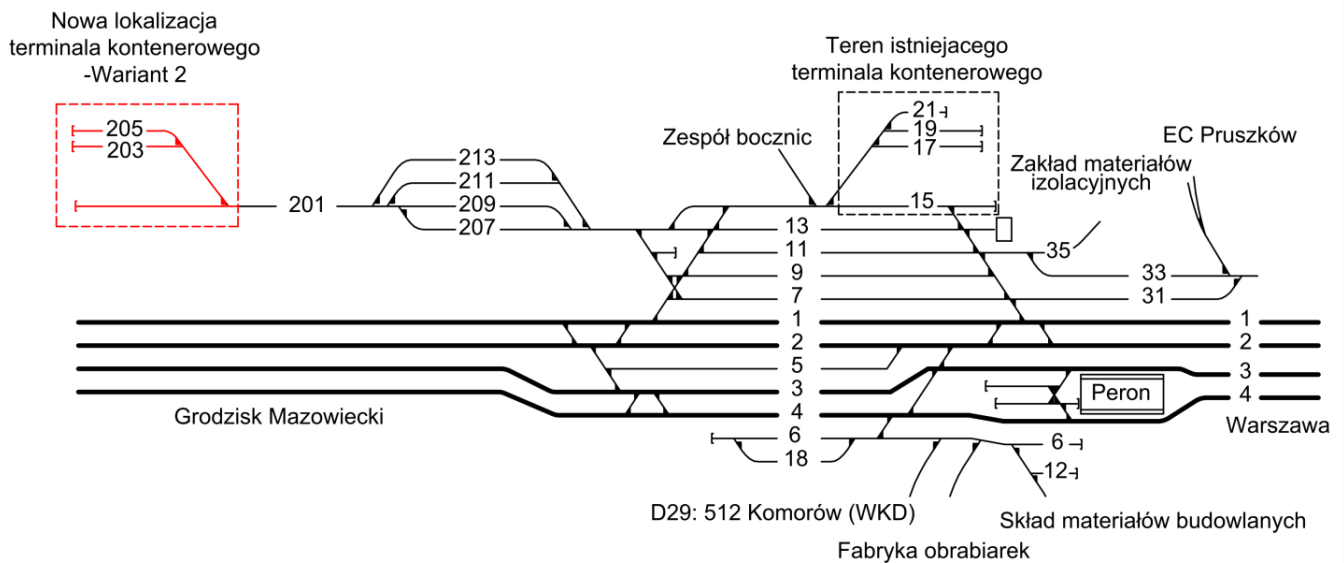 Nowa lokalizacja
terminala kontenerowego
-Wariant 2
Teren istniejacego
terminala kontenerowego
Zespół bocznic
EC Pruszków
Zakład materiałów
izolacyjnych
205
203
201
213
211
209
207
21
19
17
15
13
11
35
9
33
7
31
1
1
2
2
5
3
3
4
4
Peron
Grodzisk Mazowiecki
Warszawa
6
6
18
12
D29: 512 Komorów (WKD)
Skład materiałów budowlanych
Fabryka obrabiarek